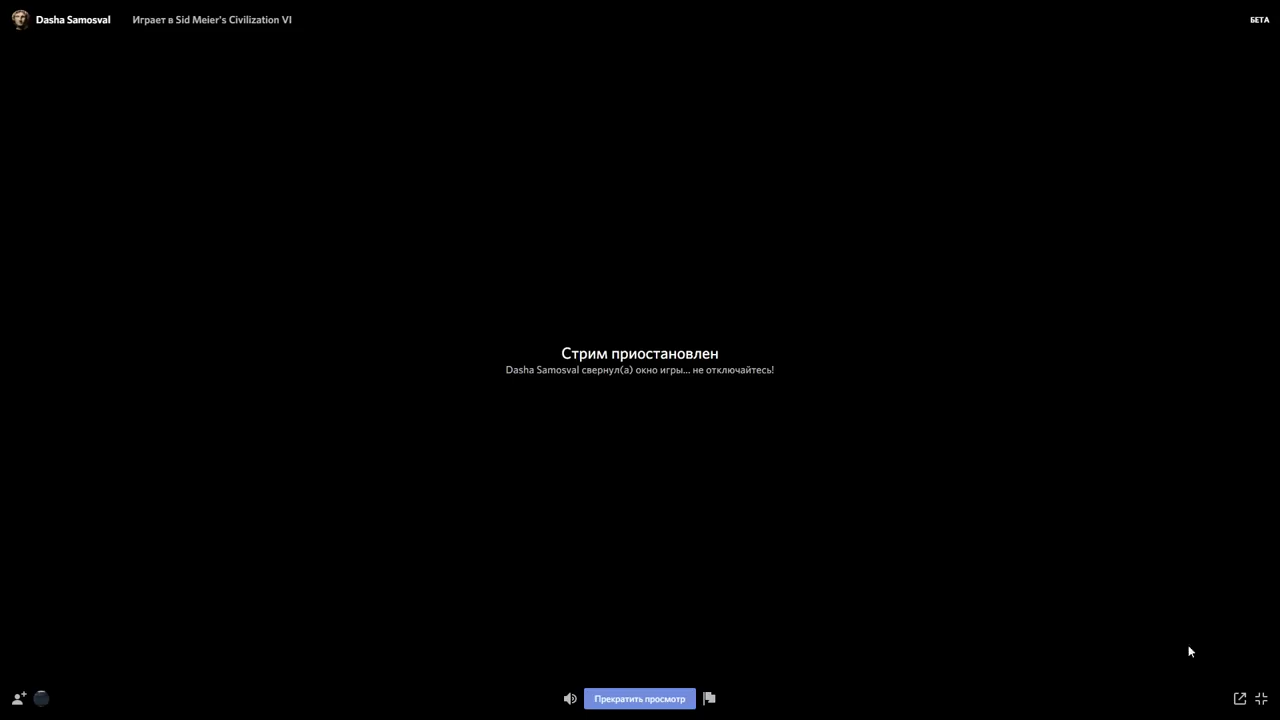 Dasha Samosval
Играет в Sid Meier's Civilization VI
БЕТА
Стрим приостановлен
Dasha Samosval свернул(а) окно игры... не отключайтесь!
Прекратить просмотр